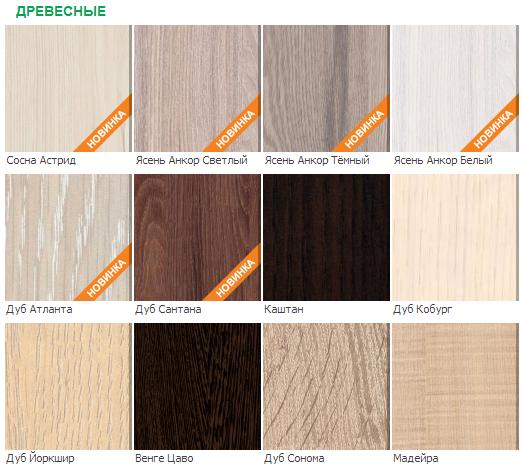 ДРЕВЕСНЫЕ
НОВИНКА
НОВИНКА
НОВИНКА
НОВИНКА
Сосна Астрид
Ясень Анкор Светлый
Ясень Анкор Тёмный
Ясень Анкор Белый
НОВИНКА
НОВИНКА
Дуб Атланта
Дуб Сантана
Каштан
Дуб Кобург
Дуб Йоркшир
Венге Цаво
Дуб Сонома
Мадейра